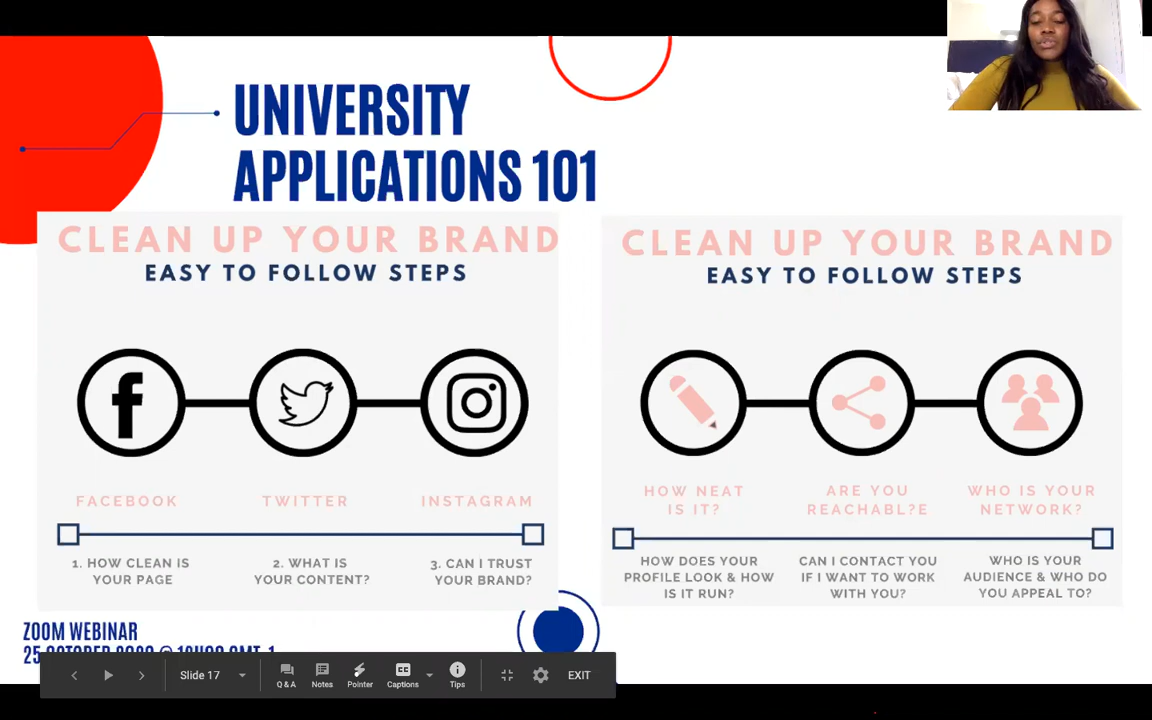 UNIVERSITY
APPLICATIONS 101
CLEAN UP YOUR BRAND
EASY TO FOLLOW STEPS
FACEBOOK TWITTER INSTAGRAM
1. HOW CLEAN IS 2. WHAT IS 3. CAN I TRUST
YOUR PAGE YOUR CONTENT? YOUR BRAND?
CLEAN UP YOUR BRAND
EASY TO FOLLOW STEPS
HOW NEAT ARE YOU WHO IS YOUR
IS IT? REACHABL?E NETWORK?
HOW DOES YOUR CAN I CONTACT YOU WHO IS YOUR
PROFILE LOOK & HOW IF I WANT TO WORK AUDIENCE & WHO DO
IS IT RUN? WITH YOU? YOU APPEAL TO?
ZOOM WEBINAR
25 OCTOBER
Slide 17 Q & A Notes Pointer Captions Tips EXIT